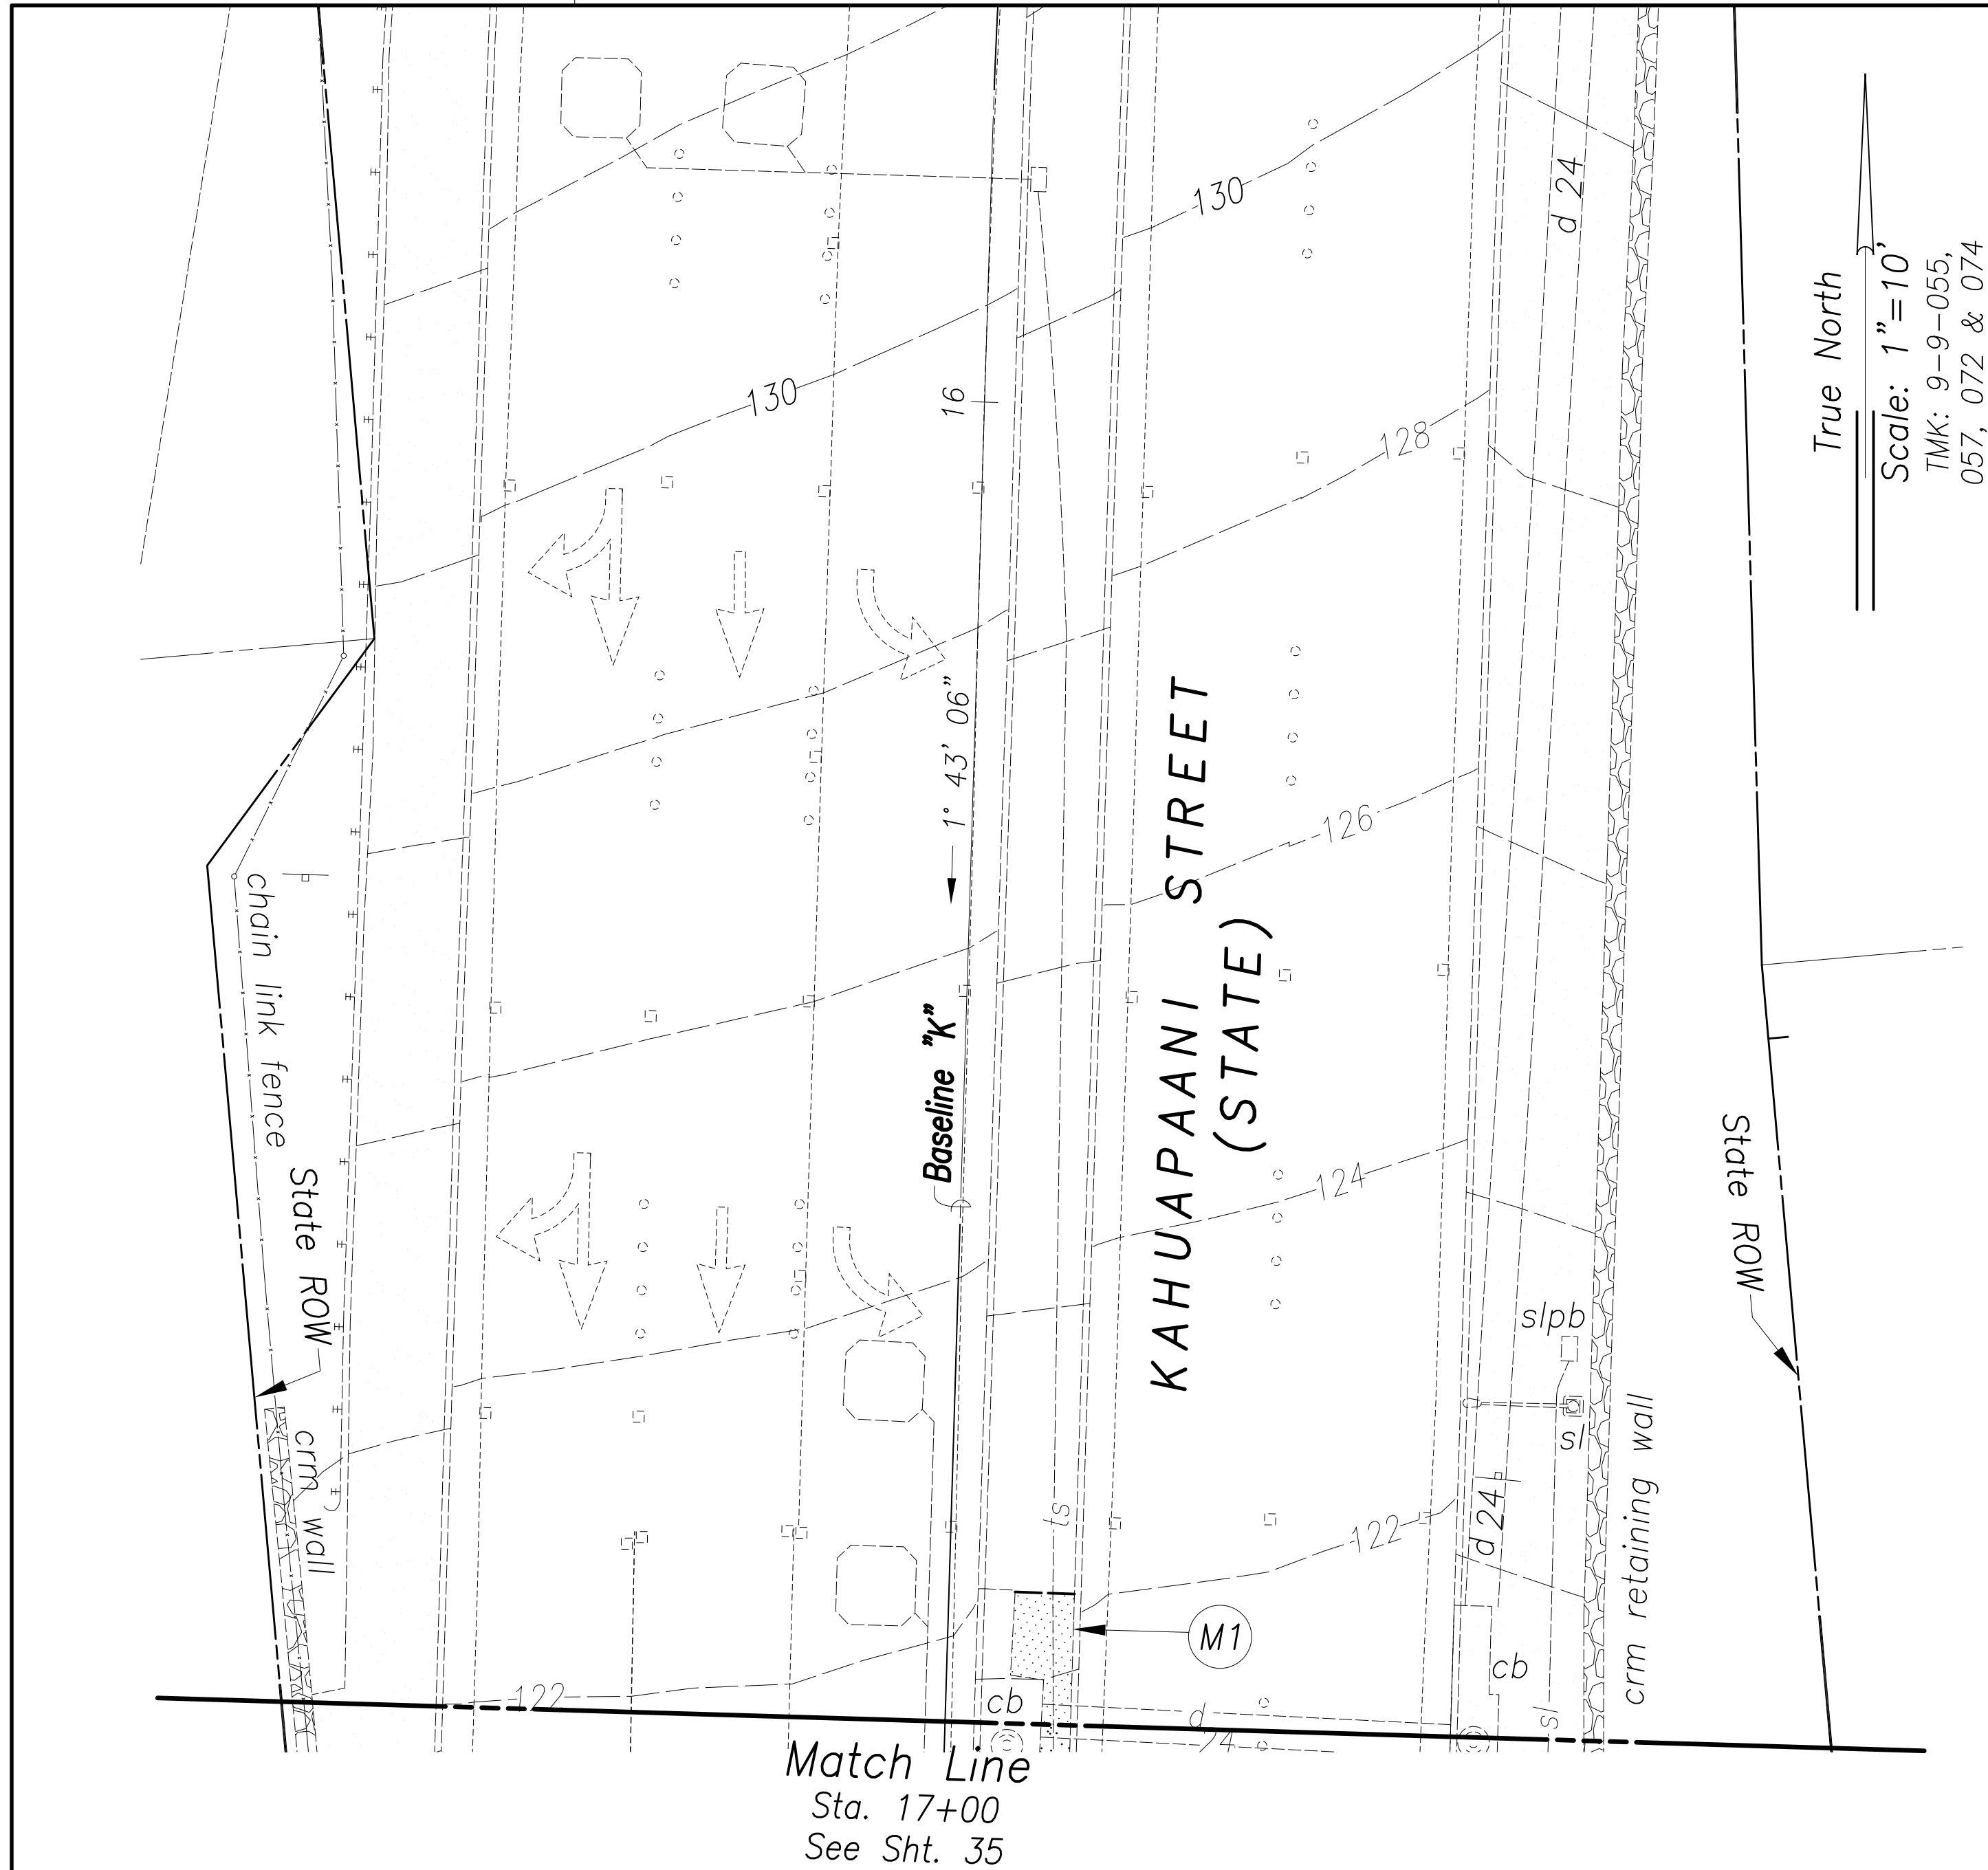 130
d 24
True North
Scale: 1"=10'
TMK: 9-9-055,
057, 072 & 074
130
16
128
1° 43' 06"
126
KAHUAPAANI STREET
(STATE)
chain link fence
Baseline "K"
State ROW
124
State ROW
slpb
sl
crm wall
ts
122
d 24
crm retaining wall
M1
cb
122
cb
d 24
sl
Match Line
Sta. 17+00
See Sht. 35